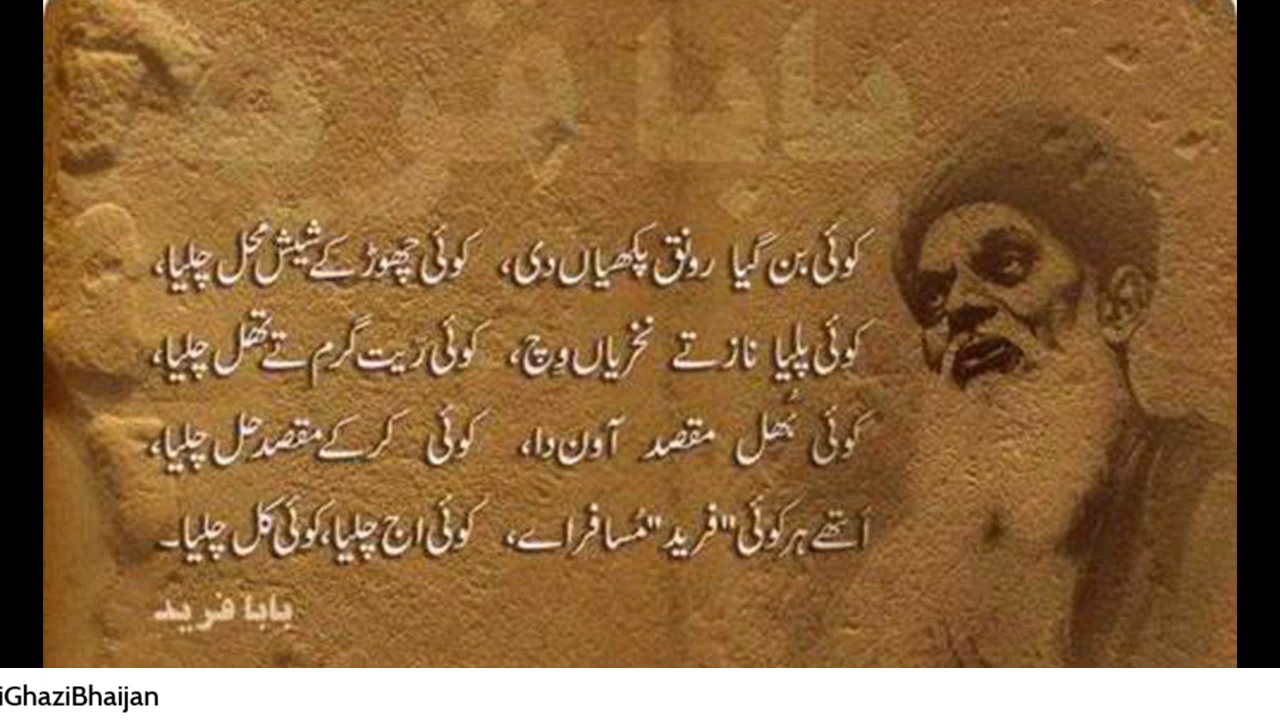 بابا فرید
کوئی بن گیا رونق پکھیاں دی، کوئی چھوڑ کے شیش محل چلیا،
کوئی پلیا ناز تے نخریاں وچ، کوئی ریت گرم تے تھل چلیا،
کوئی بُھل مقصد آون دا، کوئی کر کے مقصد حل چلیا،
اُتھے ہر کوئی "فرید" مُسافر اے، کوئی اج چلیا، کوئی کل چلیا۔
بابا فرید
iGhaziBhaijan